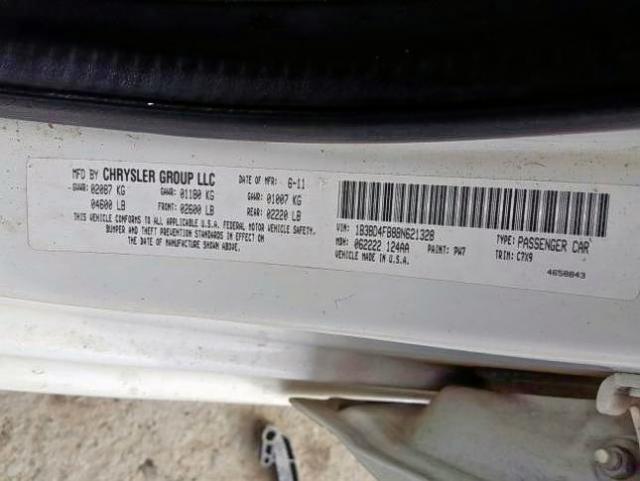 MFD BY CHRYSLER GROUP LLC DATE OF MFR: 6-11
GVWR: 02087 KG GAWR: 01180 KG GAWR: 01007 KG
04600 LB FRONT: 02600 LB REAR: 02220 LB
THIS VEHICLE CONFORMS TO ALL APPLICABLE U.S.A. FEDERAL MOTOR VEHICLE SAFETY,
BUMPER AND THEFT PREVENTION STANDARDS IN EFFECT ON
THE DATE OF MANUFACTURE SHOWN ABOVE.
VIN: 1B3BD4FB8BN621328 TYPE: PASSENGER CAR
MDH: 062222 124AA PAINT: PW7 TRIM: C7X9
VEHICLE MADE IN U.S.A.
4658843